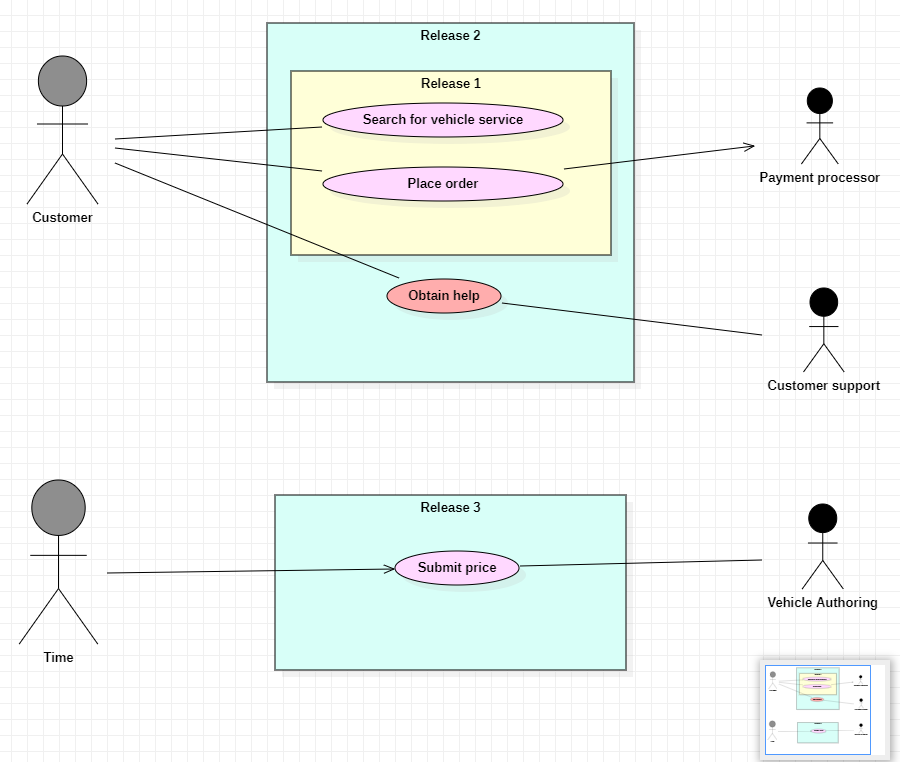 Release 2
Release 1
Search for vehicle service
Place order
Payment processor
Customer
Obtain help
Customer support
Release 3
Submit price
Vehicle Authoring
Time